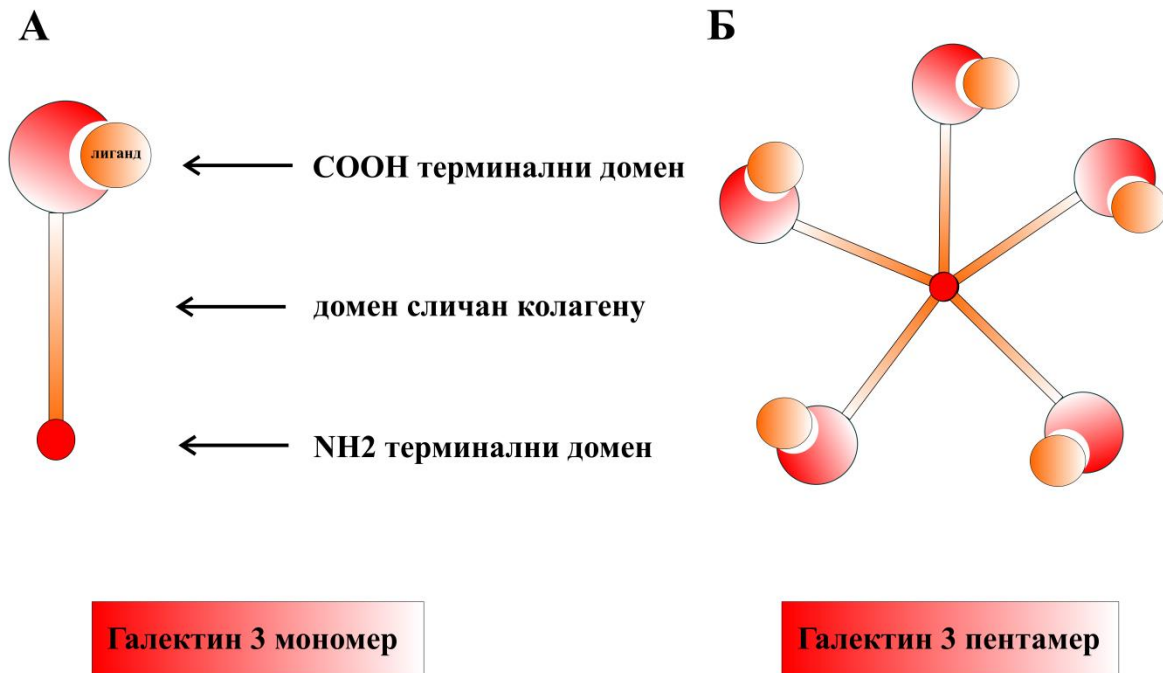 А
лиганд
COOH терминални домен
домен сличан колагену
NH2 терминални домен
Галектин 3 мономер
Б
Галектин 3 пентамер